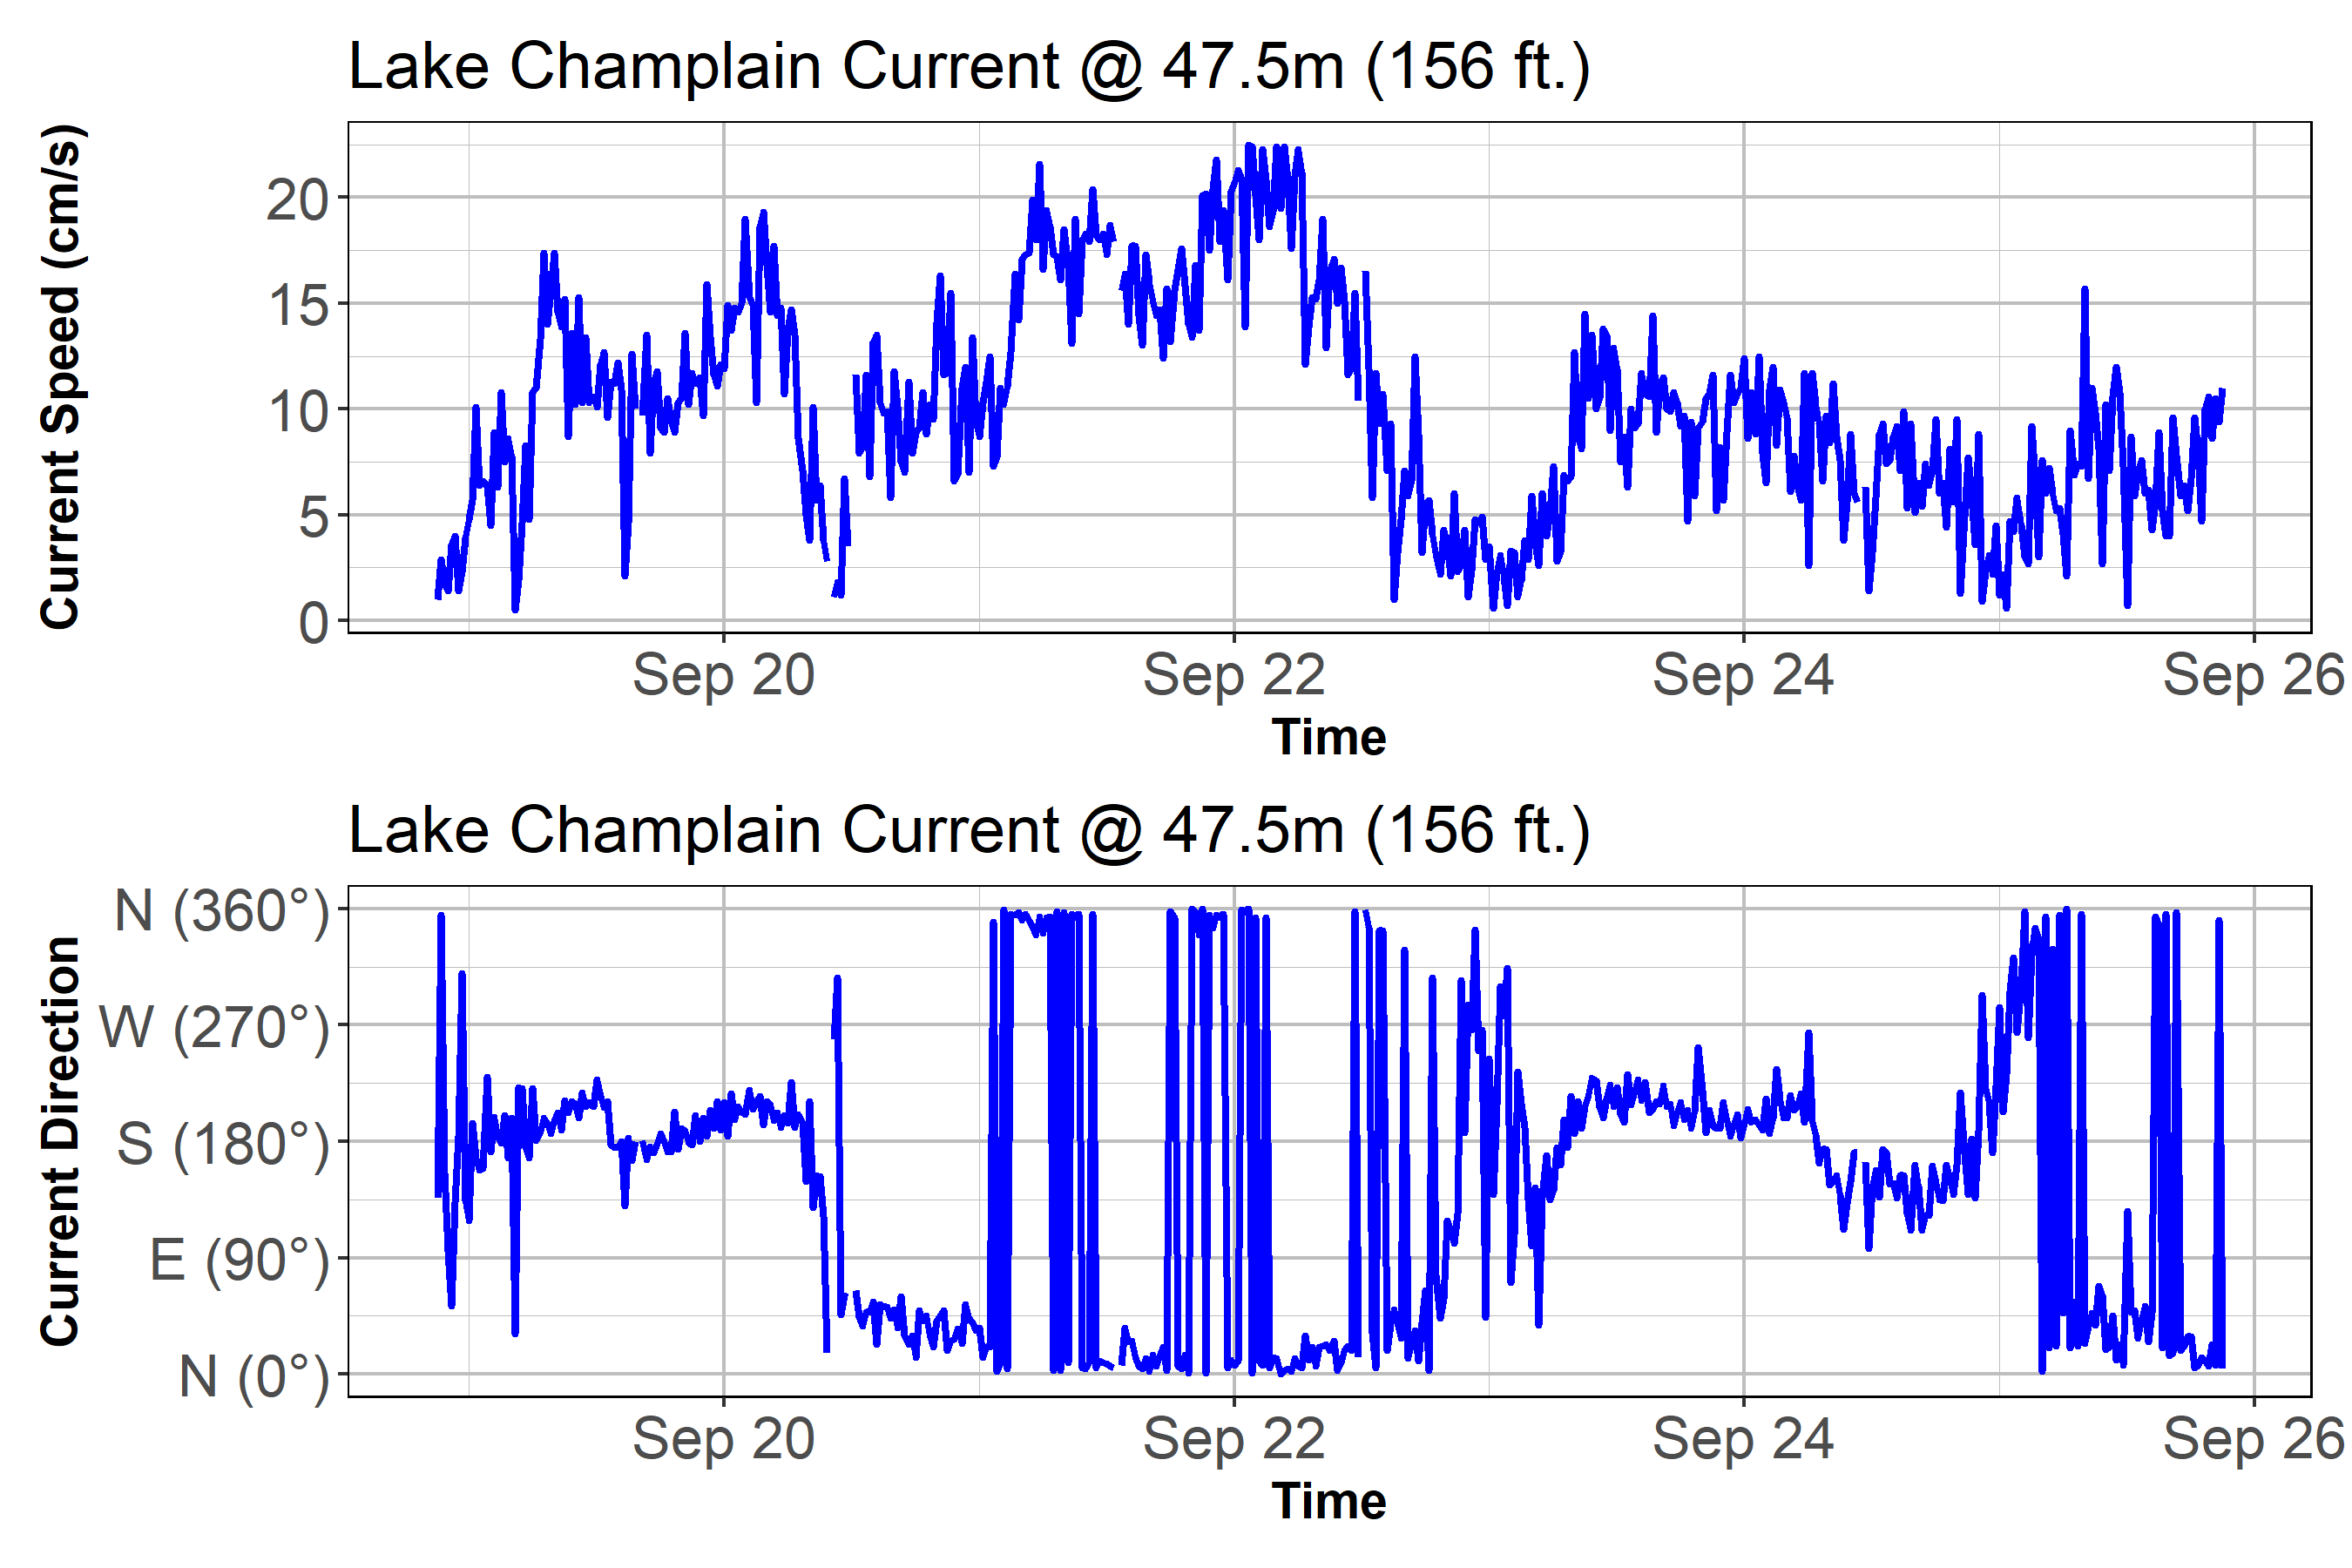 Lake Champlain Current @ 47.5m (156 ft.)
Current Speed (cm/s)
20
15
10
5
0
Sep 20 Sep 22 Sep 24 Sep 26
Time
Lake Champlain Current @ 47.5m (156 ft.)
Current Direction
N (360°)
W (270°)
S (180°)
E (90°)
N (0°)
Sep 20 Sep 22 Sep 24 Sep 26
Time